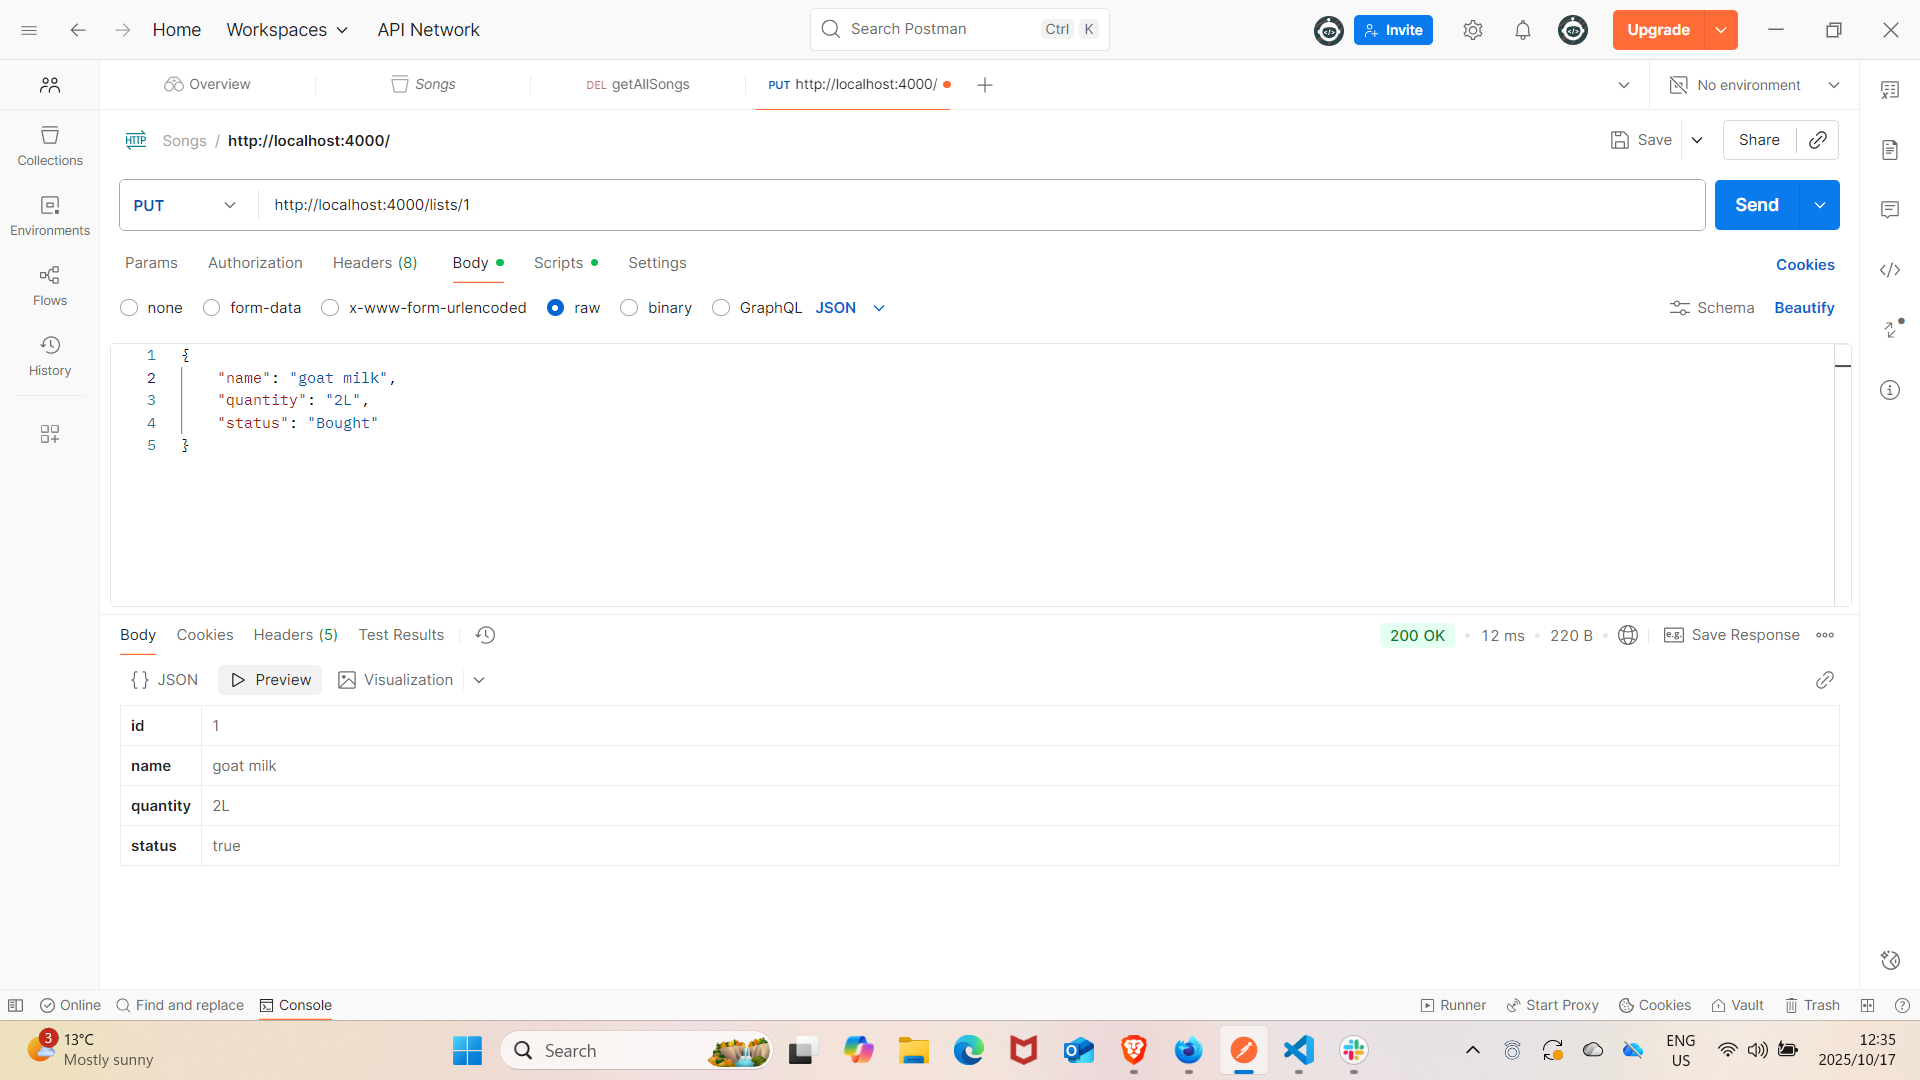 Home
Workspaces
API Network
Search Postman
Ctrl K
Invite
Upgrade
Overview
Songs
DEL getAllSongs
PUT http://localhost:4000/
No environment
HTTP Songs / http://localhost:4000/
Save
Share
Collections
Environments
Flows
History
PUT
http://localhost:4000/lists/1
Send
Params
Authorization
Headers (8)
Body
Scripts
Settings
Cookies
none
form-data
x-www-form-urlencoded
raw
binary
GraphQL
JSON
Schema
Beautify
1 {
2 "name": "goat milk",
3 "quantity": "2L",
4 "status": "Bought"
5 }
Body
Cookies
Headers (5)
Test Results
200 OK
12 ms
220 B
e.g. Save Response
{} JSON
Preview
Visualization
id 1
name goat milk
quantity 2L
status true
Online
Find and replace
Console
Runner
Start Proxy
Cookies
Vault
Trash
3
13°C
Mostly sunny
Search
ENG
US
12:35
2025/10/17